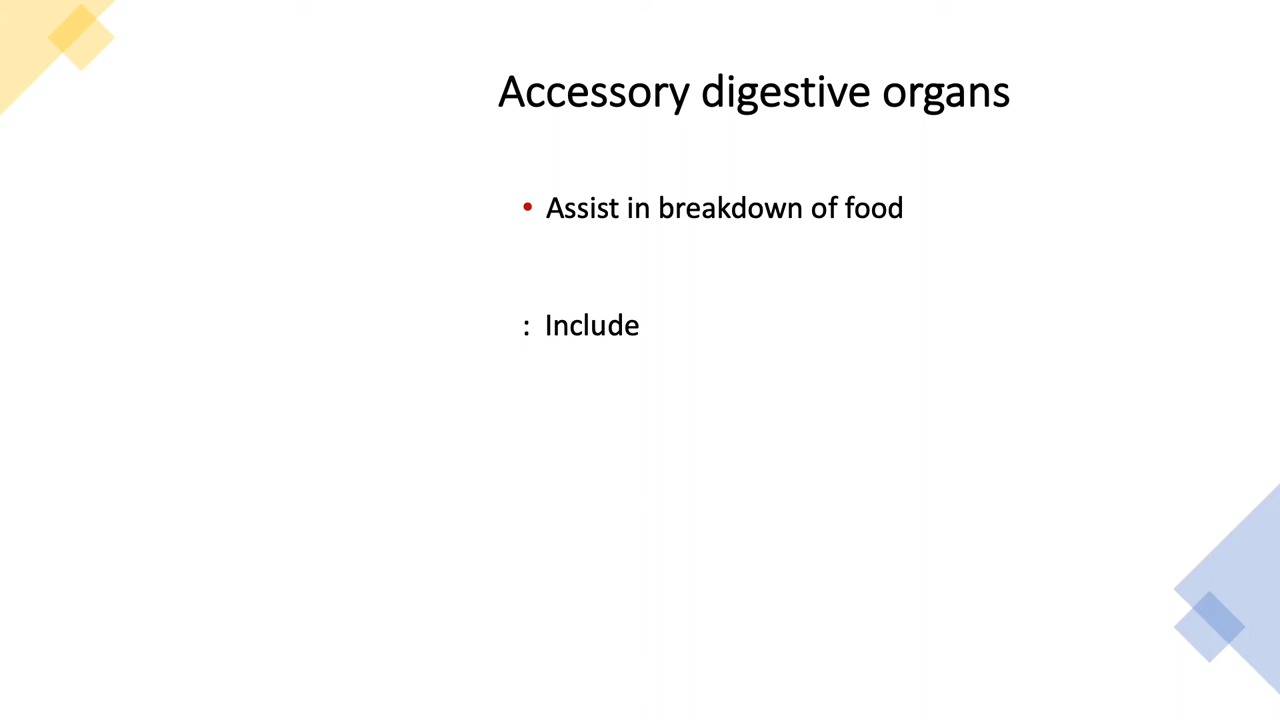 Accessory digestive organs
• Assist in breakdown of food
: Include